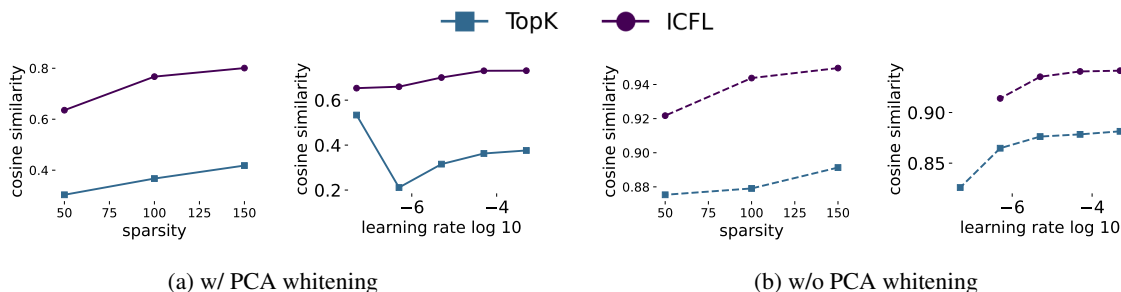 TopK ICFL
cosine similarity
0.8
0.6
0.4
50 75 100 125 150
sparsity
cosine similarity
0.6
0.4
0.2
−6 −4
learning rate log 10
cosine similarity
0.94
0.92
0.90
0.88
50 75 100 125 150
sparsity
cosine similarity
0.90
0.85
−6 −4
learning rate log 10
(a) w/ PCA whitening
(b) w/o PCA whitening